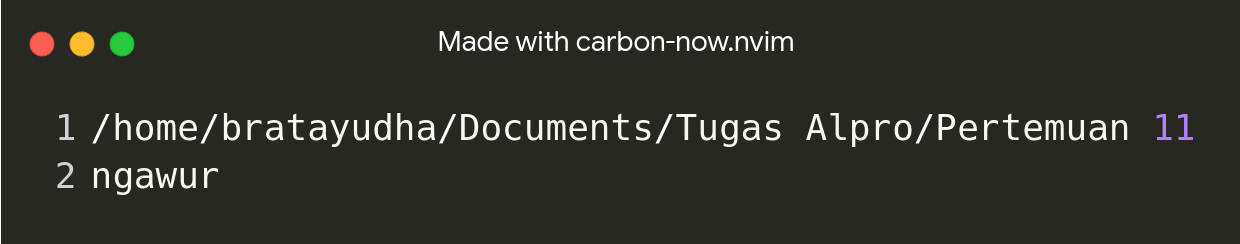 Made with carbon-now.nvim
1 /home/bratayudha/Documents/Tugas Alpro/Pertemuan 11
2 ngawur